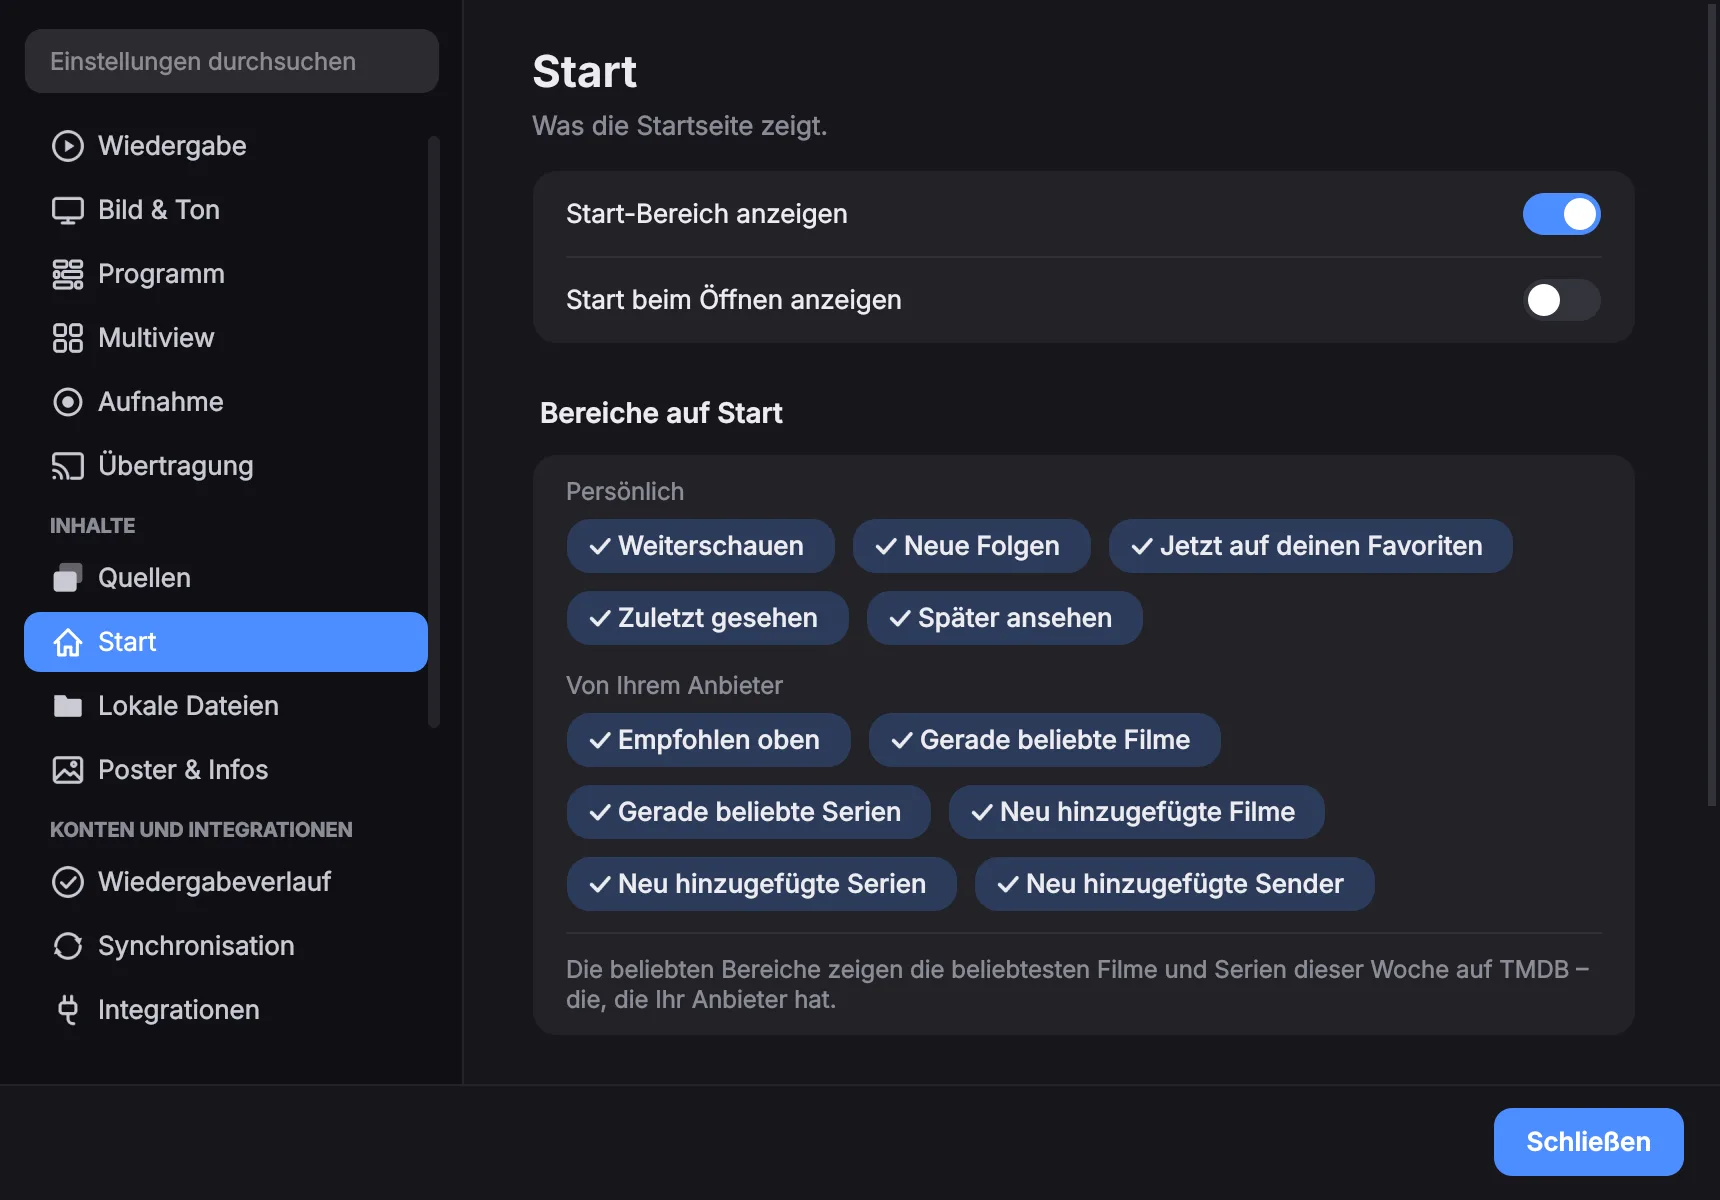 Einstellungen durchsuchen
Wiedergabe
Bild & Ton
Programm
Multiview
Aufnahme
Übertragung
INHALTE
Quellen
Start
Lokale Dateien
Poster & Infos
KONTEN UND INTEGRATIONEN
Wiedergabeverlauf
Synchronisation
Integrationen
Start
Was die Startseite zeigt.
Start-Bereich anzeigen
Start beim Öffnen anzeigen
Bereiche auf Start
Persönlich
Weiterschauen
Neue Folgen
Jetzt auf deinen Favoriten
Zuletzt gesehen
Später ansehen
Von Ihrem Anbieter
Empfohlen oben
Gerade beliebte Filme
Gerade beliebte Serien
Neu hinzugefügte Filme
Neu hinzugefügte Serien
Neu hinzugefügte Sender
Die beliebten Bereiche zeigen die beliebtesten Filme und Serien dieser Woche auf TMDB –
die, die Ihr Anbieter hat.
Schließen